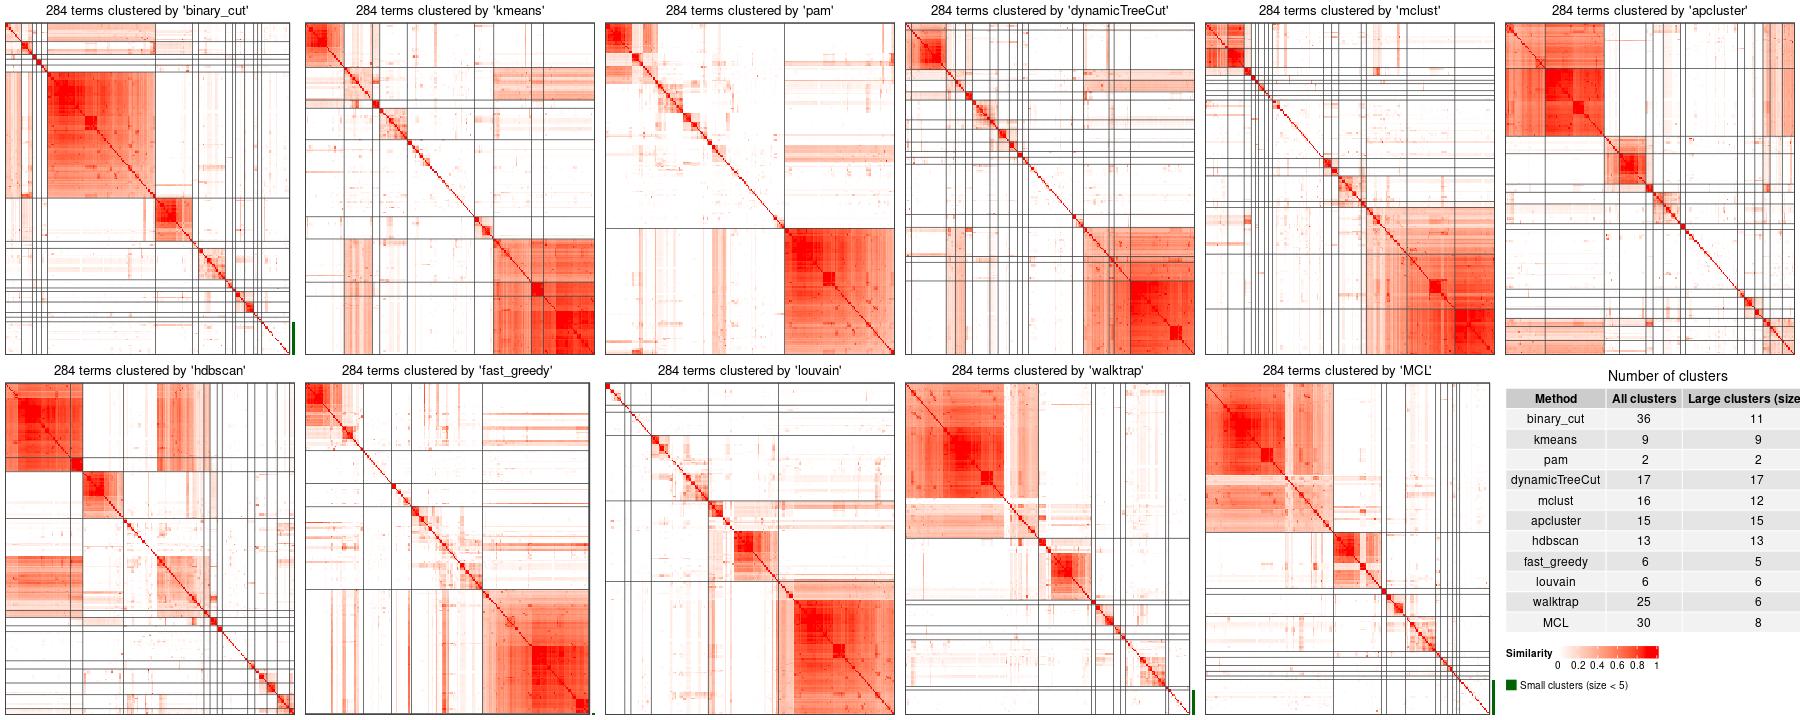 284 terms clustered by 'binary_cut'
284 terms clustered by 'kmeans'
284 terms clustered by 'pam'
284 terms clustered by 'dynamicTreeCut'
284 terms clustered by 'mclust'
284 terms clustered by 'apcluster'
284 terms clustered by 'hdbscan'
284 terms clustered by 'fast_greedy'
284 terms clustered by 'louvain'
284 terms clustered by 'walktrap'
284 terms clustered by 'MCL'
Number of clusters
Method All clusters Large clusters (size
binary_cut 36 11
kmeans 9 9
pam 2 2
dynamicTreeCut 17 17
mclust 16 12
apcluster 15 15
hdbscan 13 13
fast_greedy 6 5
louvain 6 6
walktrap 25 6
MCL 30 8
Similarity
0 0.2 0.4 0.6 0.8 1
Small clusters (size < 5)